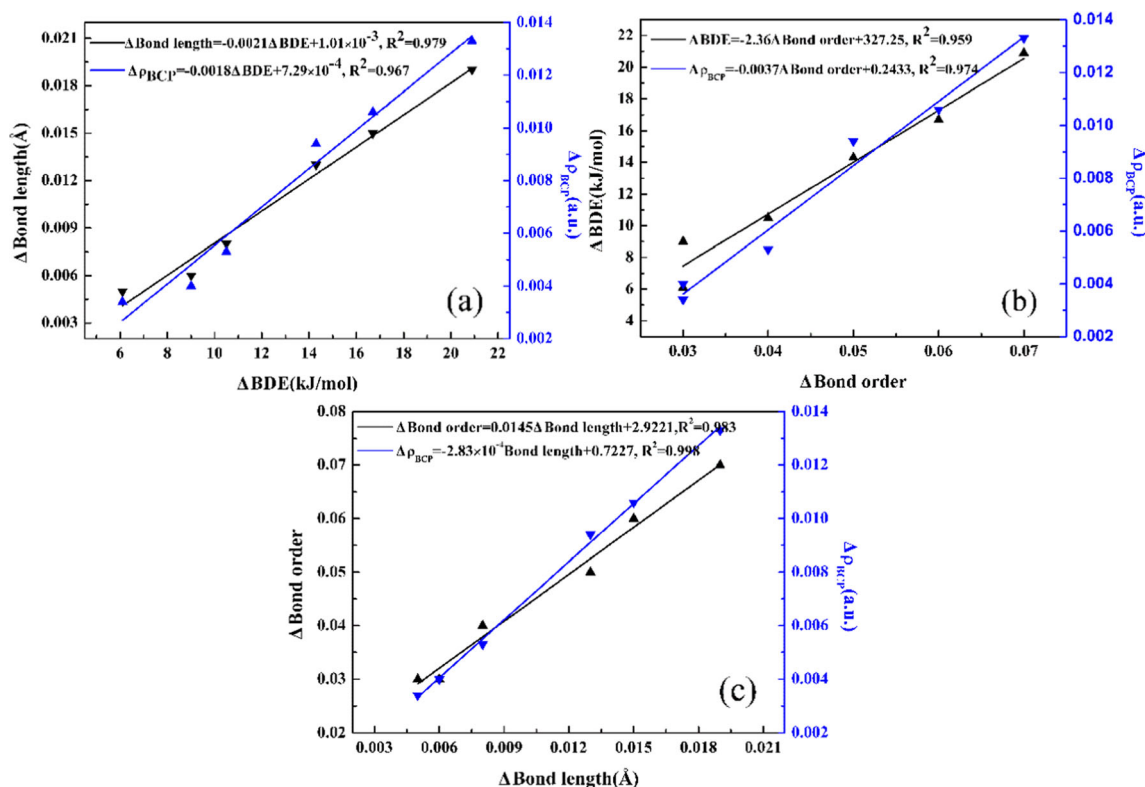 ΔBond length=-0.0021ΔBDE+1.01×10⁻³, R²=0.979
Δρ_BCP=-0.0018ΔBDE+7.29×10⁻⁴, R²=0.967
0.021
0.018
0.015
0.012
0.009
0.006
0.003
ΔBond length(Å)
6 8 10 12 14 16 18 20 22
ΔBDE(kJ/mol)
0.014
0.012
0.010
0.008
0.006
0.004
0.002
Δρ_BCP(a.u.)
(a)
ΔBDE=-2.36ΔBond order+327.25, R²=0.959
Δρ_BCP=-0.0037ΔBond order+0.2433, R²=0.974
22
20
18
16
14
12
10
8
6
4
ΔBDE(kJ/mol)
0.03 0.04 0.05 0.06 0.07
ΔBond order
0.014
0.012
0.010
0.008
0.006
0.004
0.002
Δρ_BCP(a.u.)
(b)
ΔBond order=0.0145ΔBond length+2.9221,R²=0.983
Δρ_BCP=-2.83×10⁻⁴Bond length+0.7227, R²=0.998
0.08
0.07
0.06
0.05
0.04
0.03
0.02
ΔBond order
0.003 0.006 0.009 0.012 0.015 0.018 0.021
ΔBond length(Å)
0.014
0.012
0.010
0.008
0.006
0.004
0.002
Δρ_BCP(a.u.)
(c)